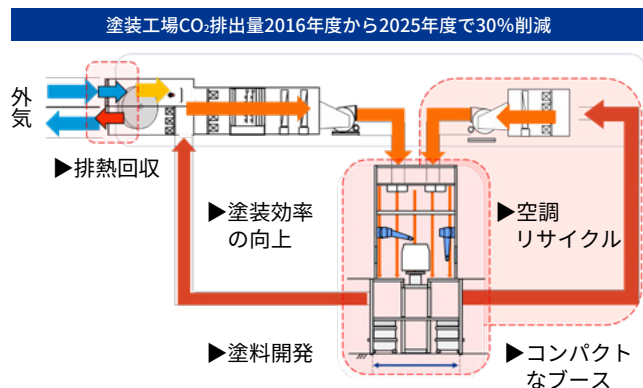 塗装工場CO₂排出量2016年度から2025年度で30%削減
外気
▶排熱回収
▶塗装効率
の向上
▶空調
リサイクル
▶塗料開発
▶コンパクト
なブース